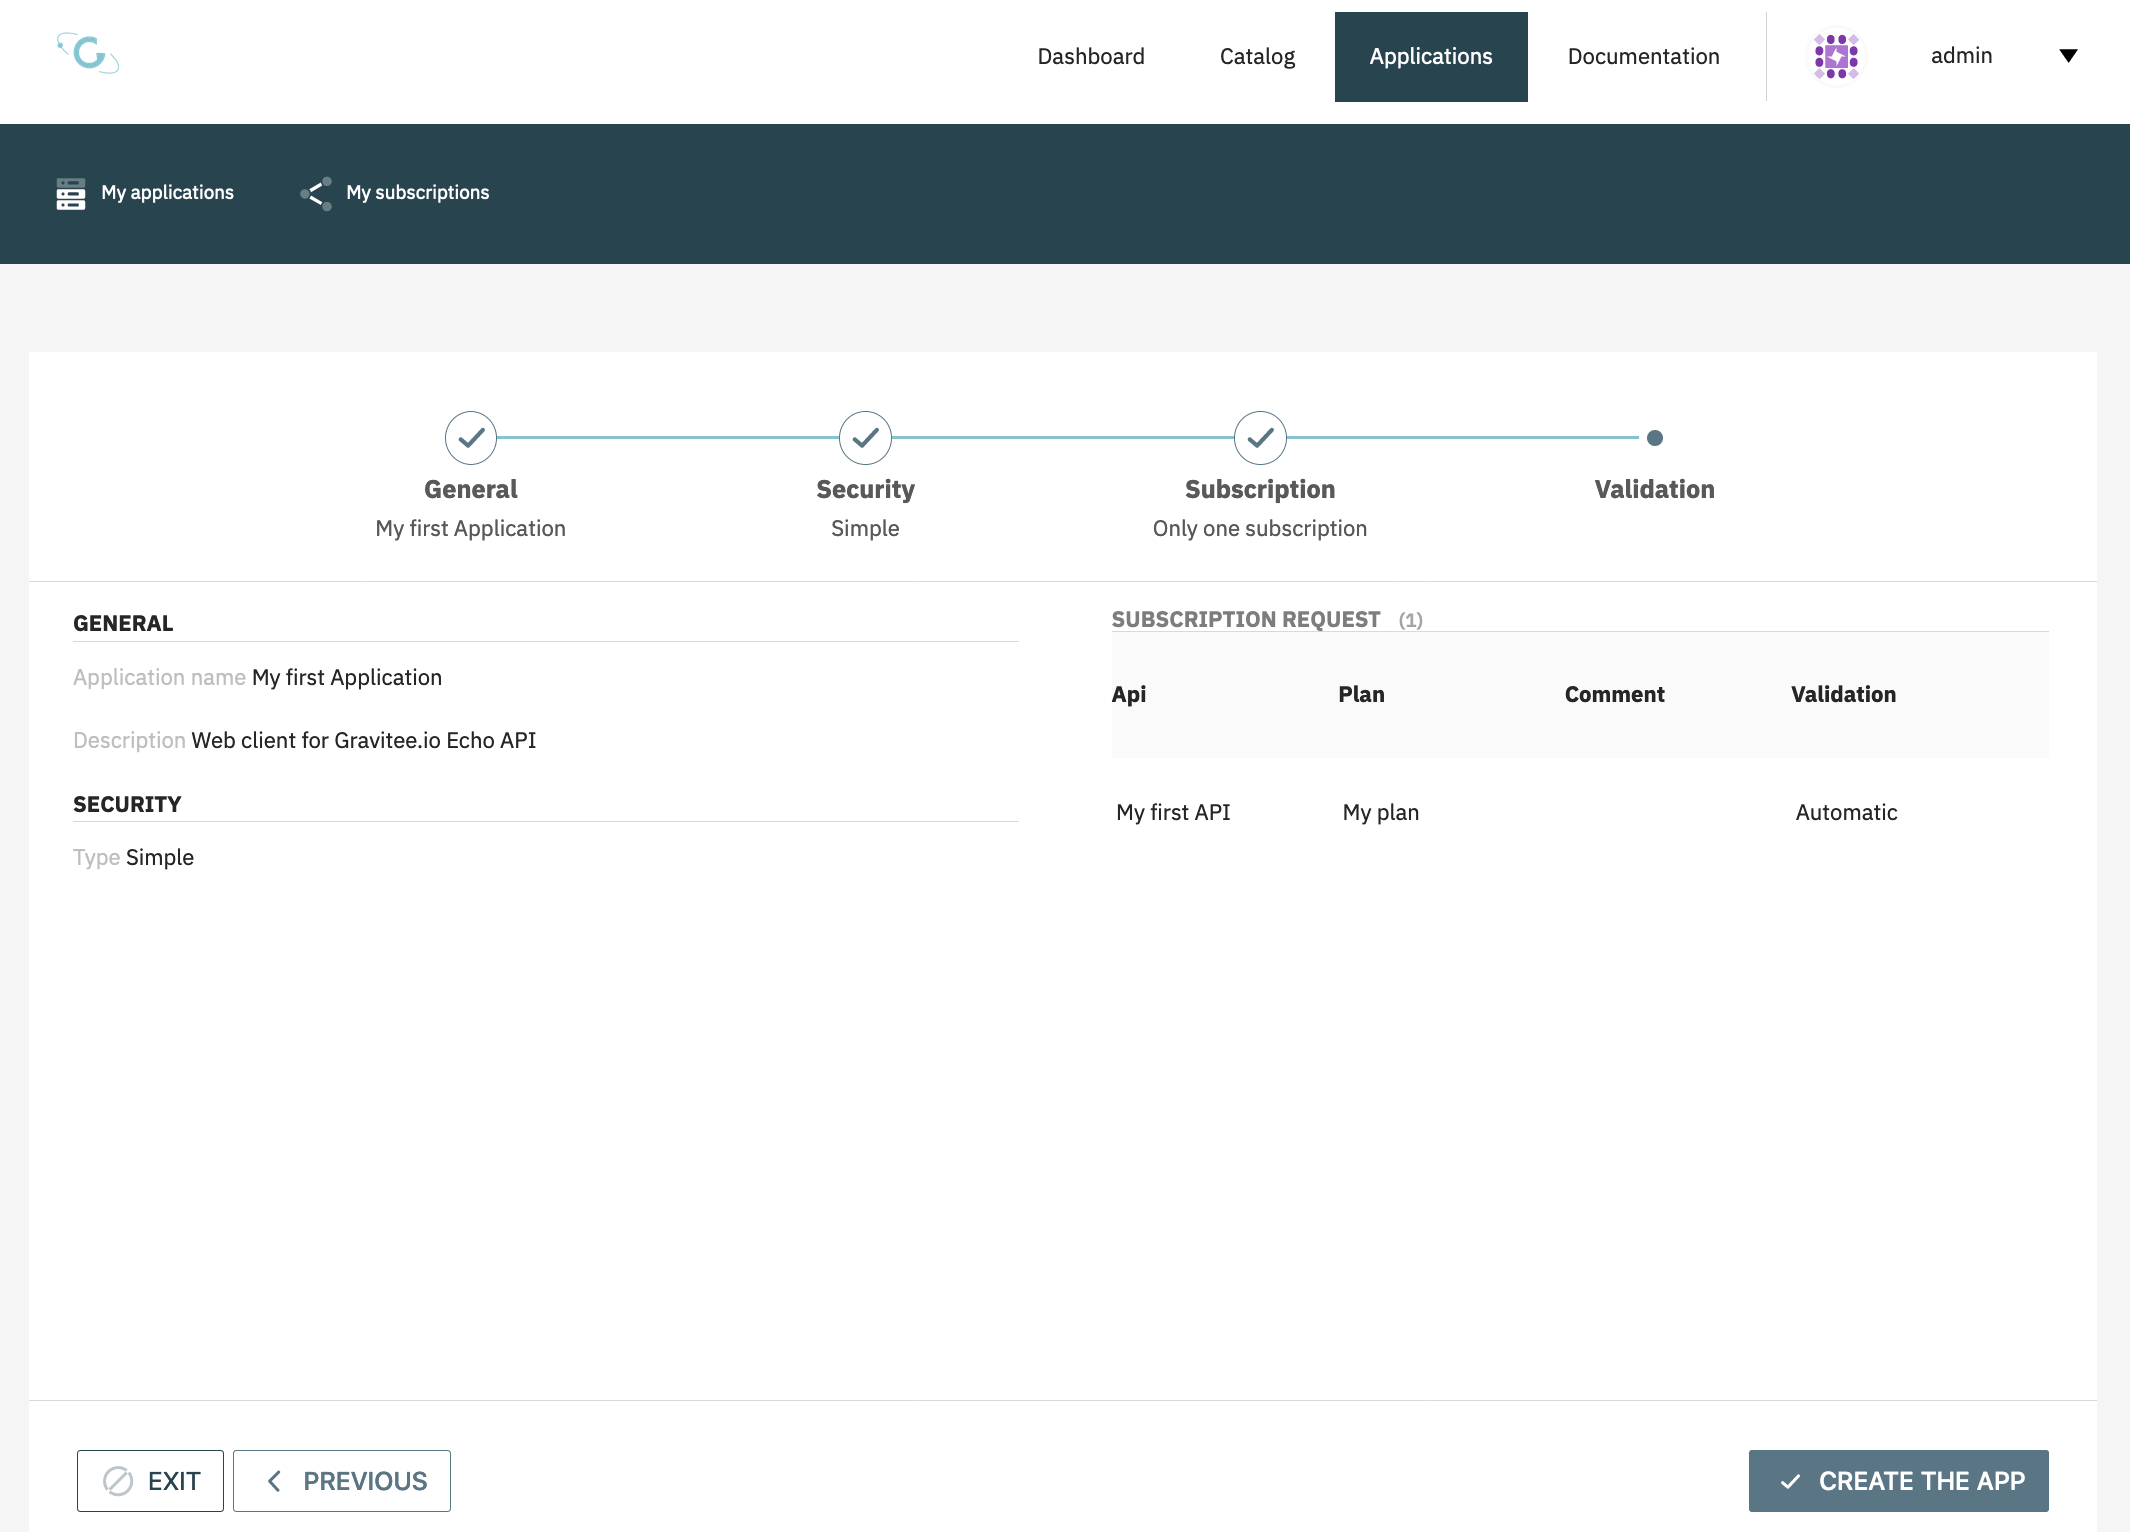 Dashboard Catalog Applications Documentation admin
My applications My subscriptions
General Security Subscription Validation
My first Application Simple Only one subscription
GENERAL
Application name My first Application
Description Web client for Gravitee.io Echo API
SECURITY
Type Simple
SUBSCRIPTION REQUEST (1)
Api Plan Comment Validation
My first API My plan Automatic
EXIT PREVIOUS CREATE THE APP